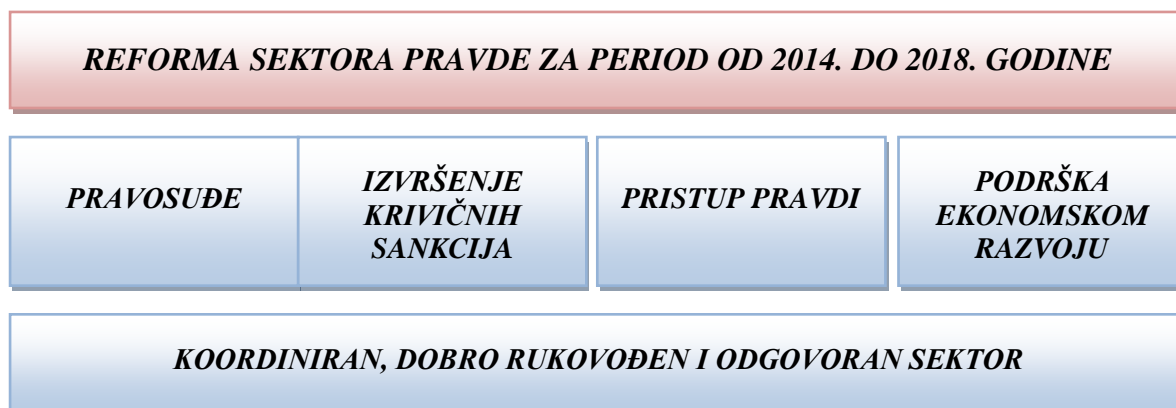 REFORMA SEKTORA PRAVDE ZA PERIOD OD 2014. DO 2018. GODINE
PRAVOSUĐE
IZVRŠENJE
KRIVIČNIH
SANKCIJA
PRISTUP PRAVDI
PODRŠKA
EKONOMSKOM
RAZVOJU
KOORDINIRAN, DOBRO RUKOVOĐEN I ODGOVORAN SEKTOR